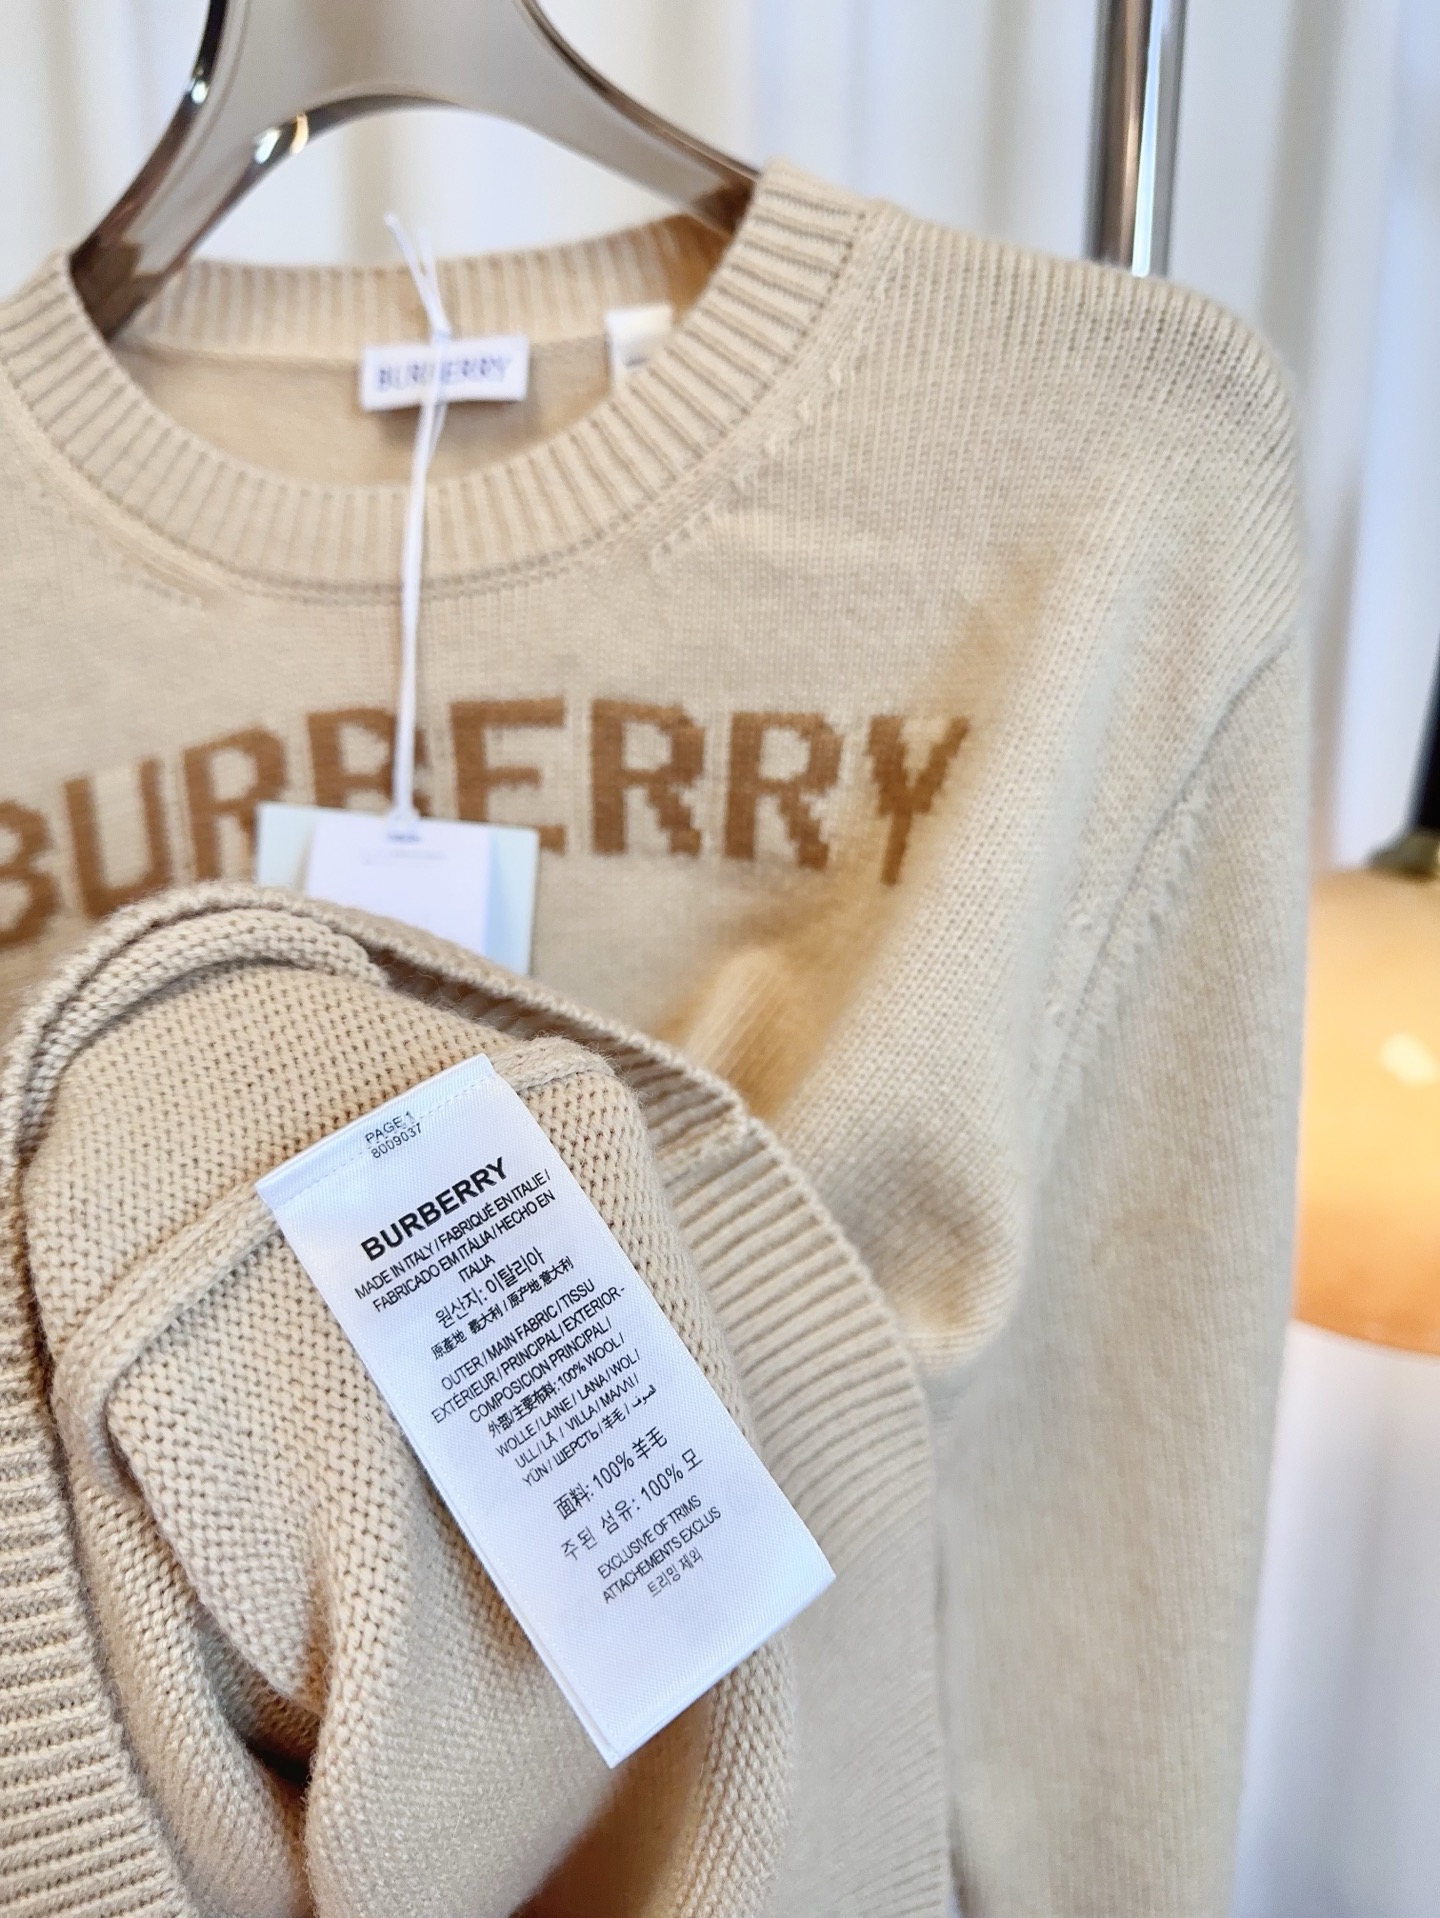 BURBERRY
BURBERRY
PAGE 1
8009037
BURBERRY
MADE IN ITALY / FABRIQUÉ EN ITALIE /
FABRICADO EM ITÁLIA / HECHO EN
ITALIA
원산지: 이탈리아
原產地 義大利 / 原产地 意大利
OUTER / MAIN FABRIC / TISSU
EXTÉRIEUR / PRINCIPAL / EXTERIOR -
COMPOSICION PRINCIPAL /
外部/主要布料: 100% WOOL /
WOLLE / LAINE / LANA / WOL /
ULL / LÃ / VILLA / ΜΑΛΛΙ /
YÜN / ШЕРСТЬ / 羊毛 / صوف
面料: 100% 羊毛
주된 섬유: 100% 모
EXCLUSIVE OF TRIMS
ATTACHEMENTS EXCLUS
트리밍 제외